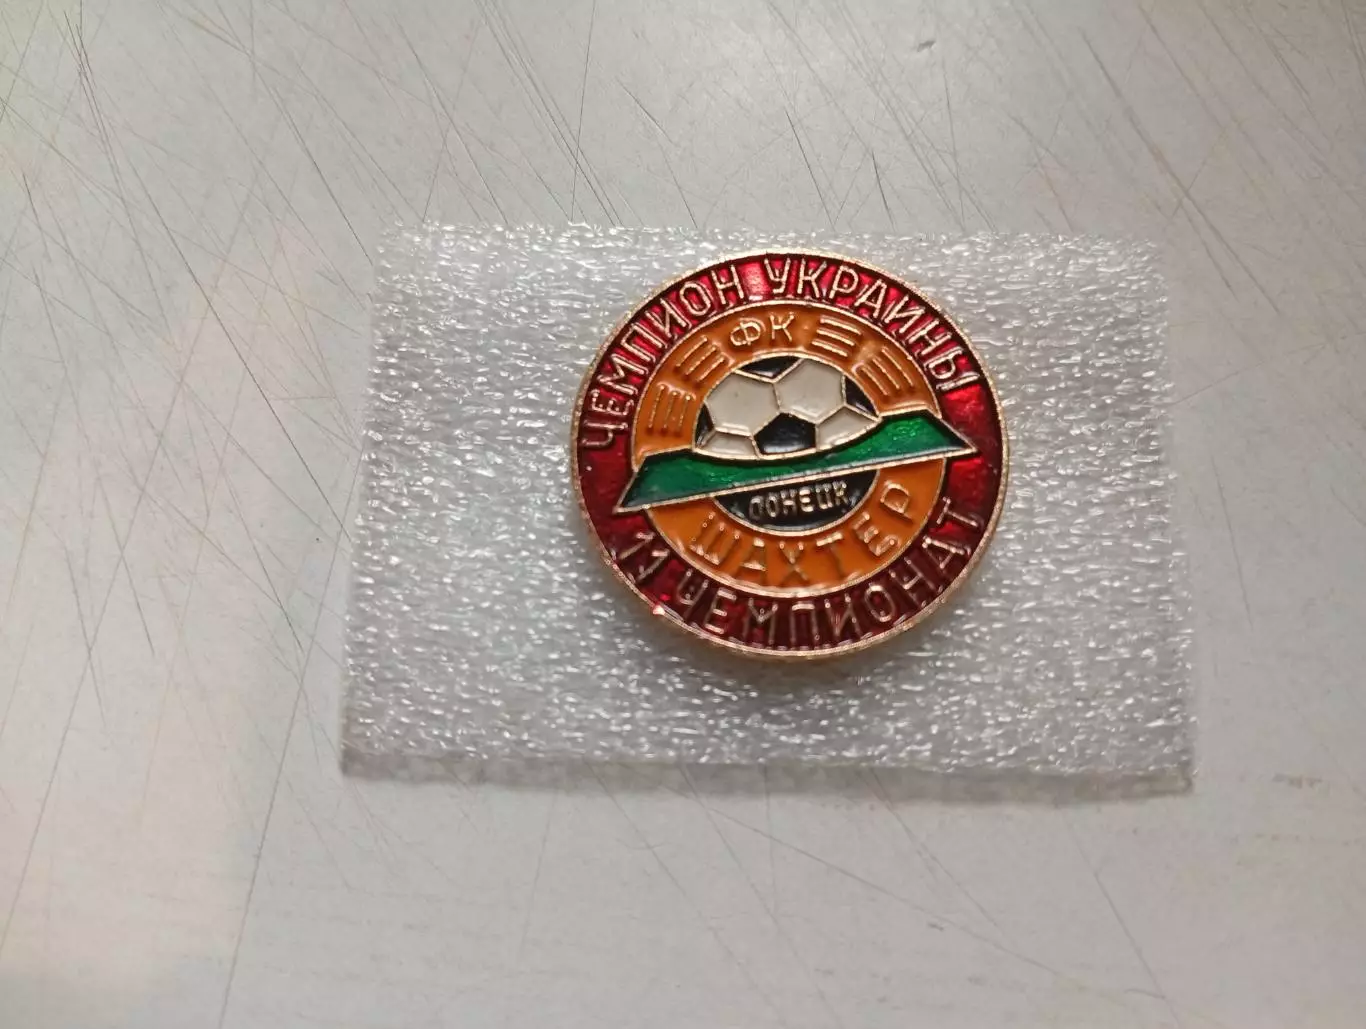 ЧЕМПИОН УКРАИНЫ
ФК
ДОНЕЦК
ШАХТЕР
11 ЧЕМПИОНАТ